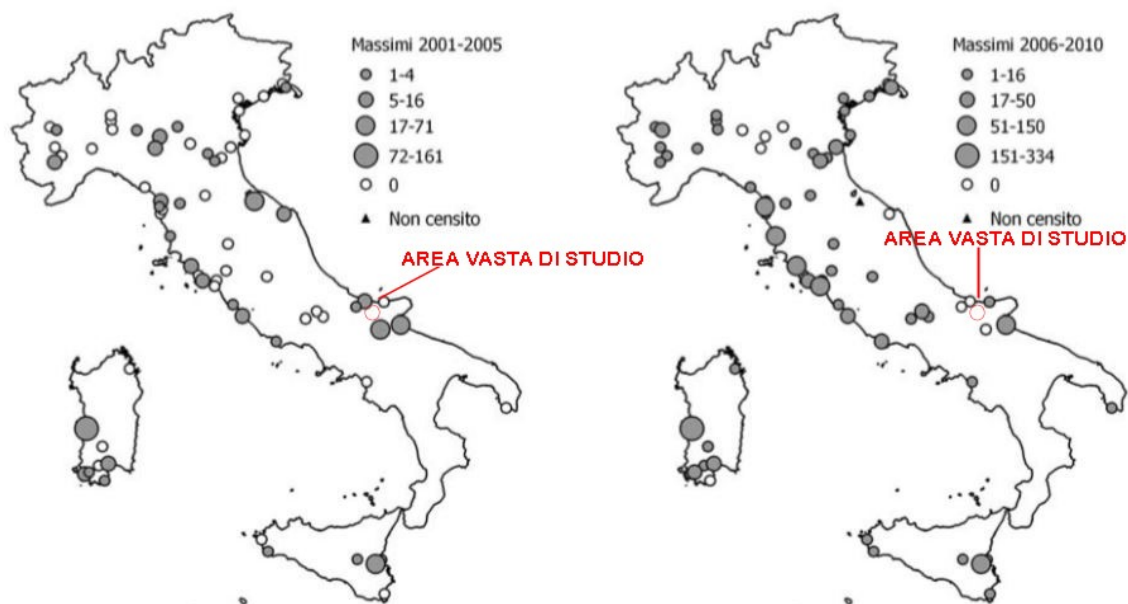 Massimi 2001-2005
1-4
5-16
17-71
72-161
0
Non censito
AREA VASTA DI STUDIO
Massimi 2006-2010
1-16
17-50
51-150
151-334
0
Non censito
AREA VASTA DI STUDIO